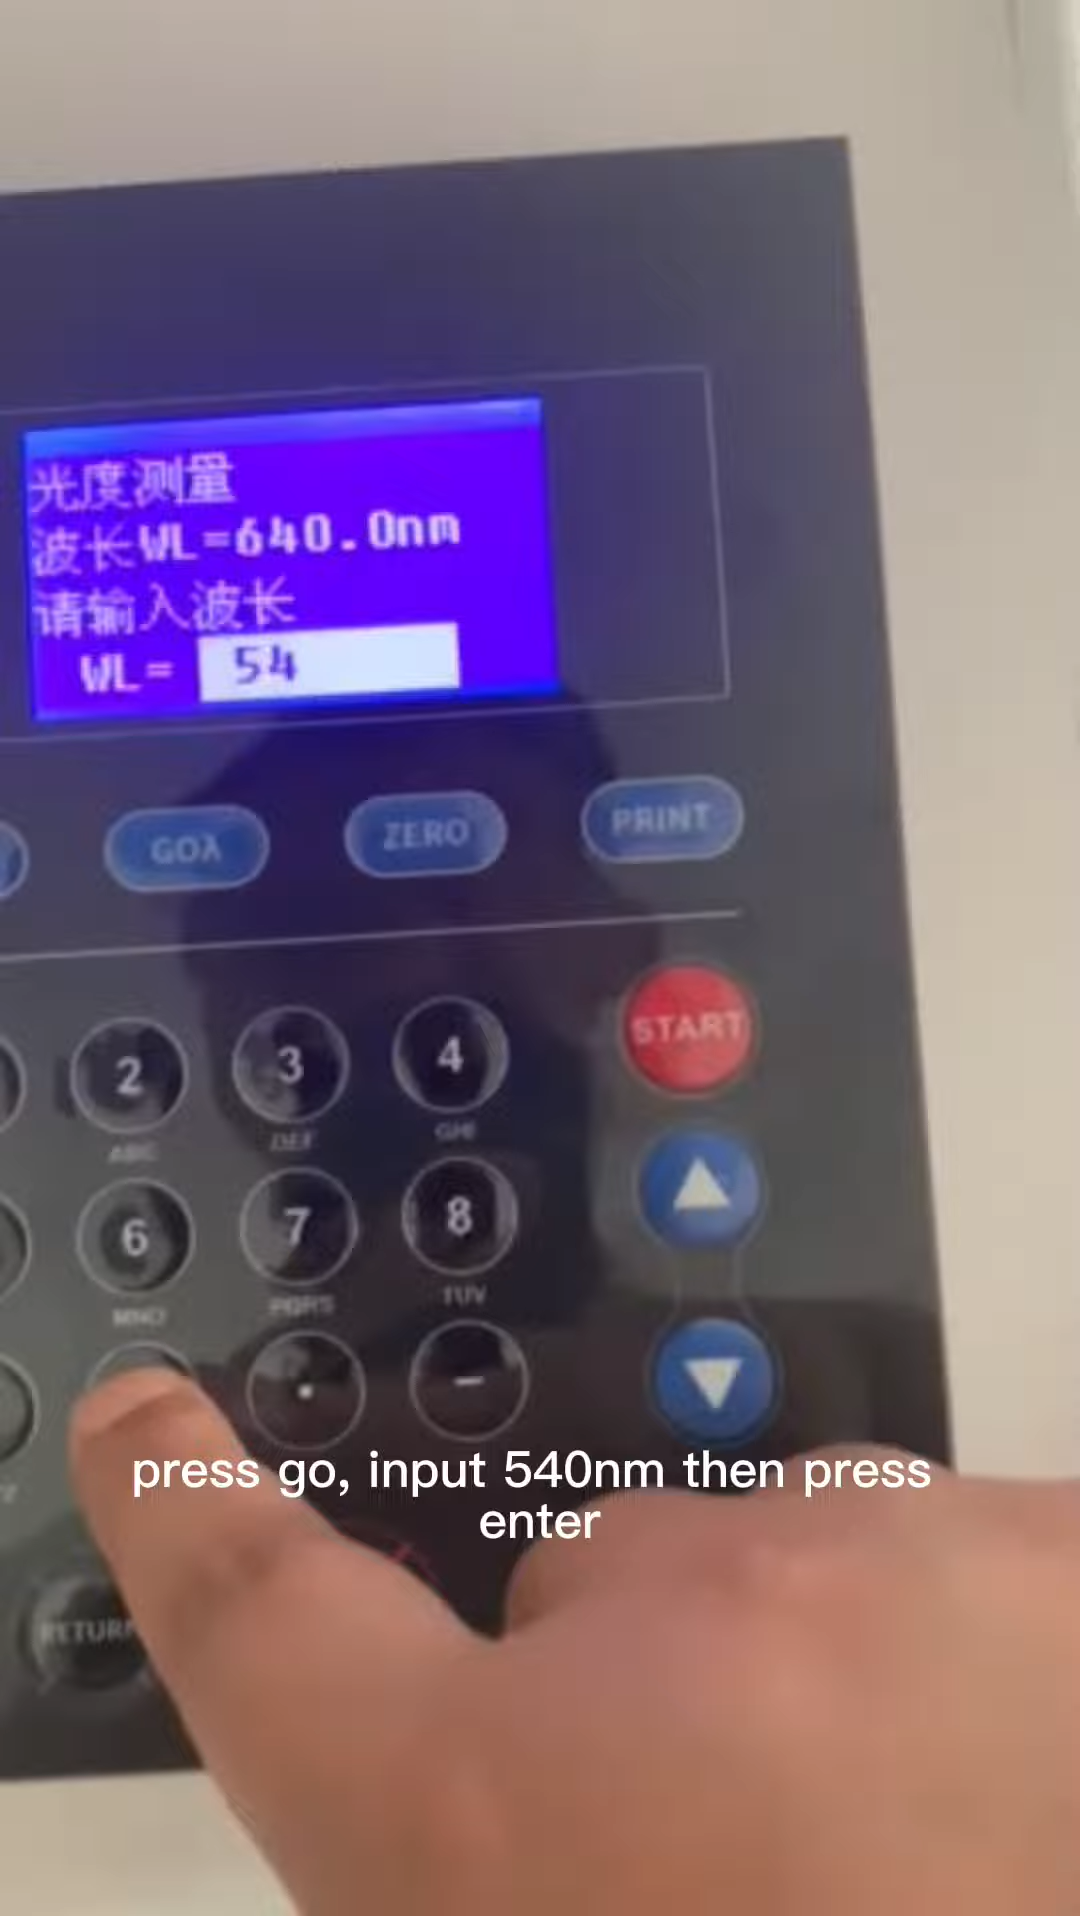 光度测量
波长WL=640.0nm
请输入波长
WL= 54
GOλ
ZERO
PRINT
2
3
4
START
ABC
DEF
GHI
6
7
8
MNO
PQRS
TUV
.
-
press go, input 540nm then press
enter
RETURN